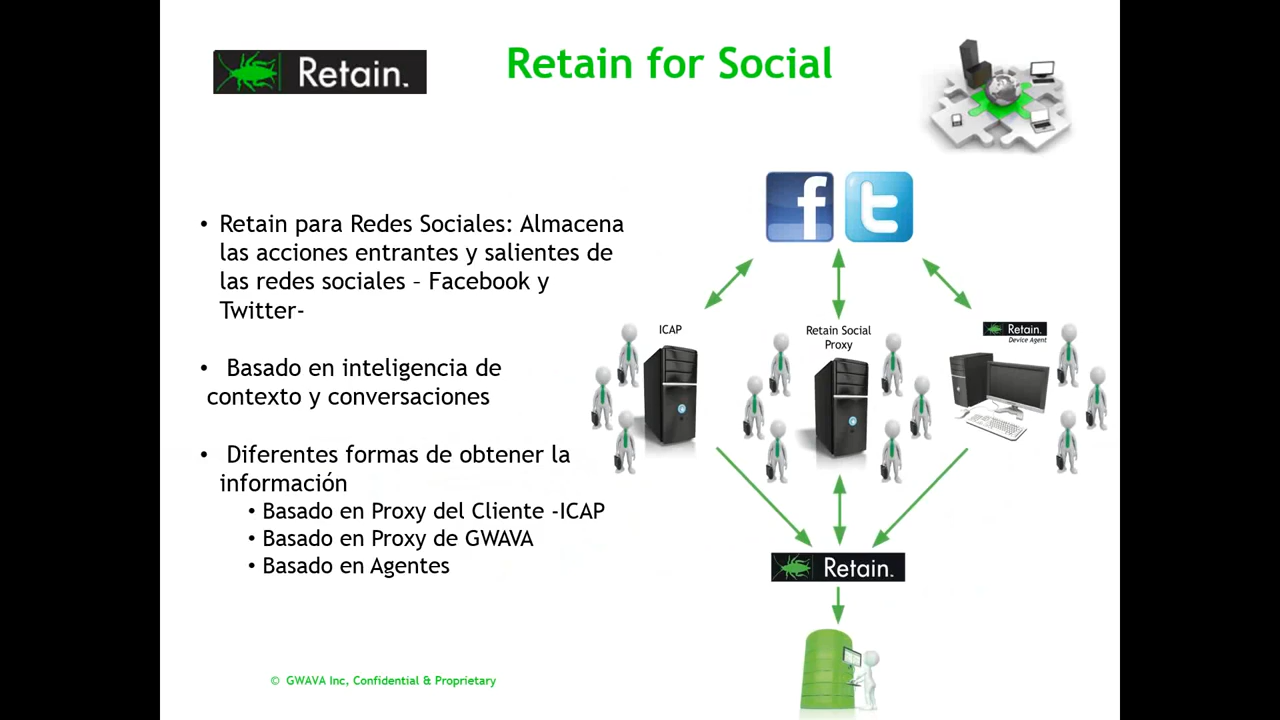 Retain.
Retain for Social
• Retain para Redes Sociales: Almacena
las acciones entrantes y salientes de
las redes sociales – Facebook y
Twitter-
• Basado en inteligencia de
contexto y conversaciones
• Diferentes formas de obtener la
información
• Basado en Proxy del Cliente -ICAP
• Basado en Proxy de GWAVA
• Basado en Agentes
f
t
ICAP
Retain Social
Proxy
Retain.
Device Agent
Retain.
© GWAVA Inc, Confidential & Proprietary